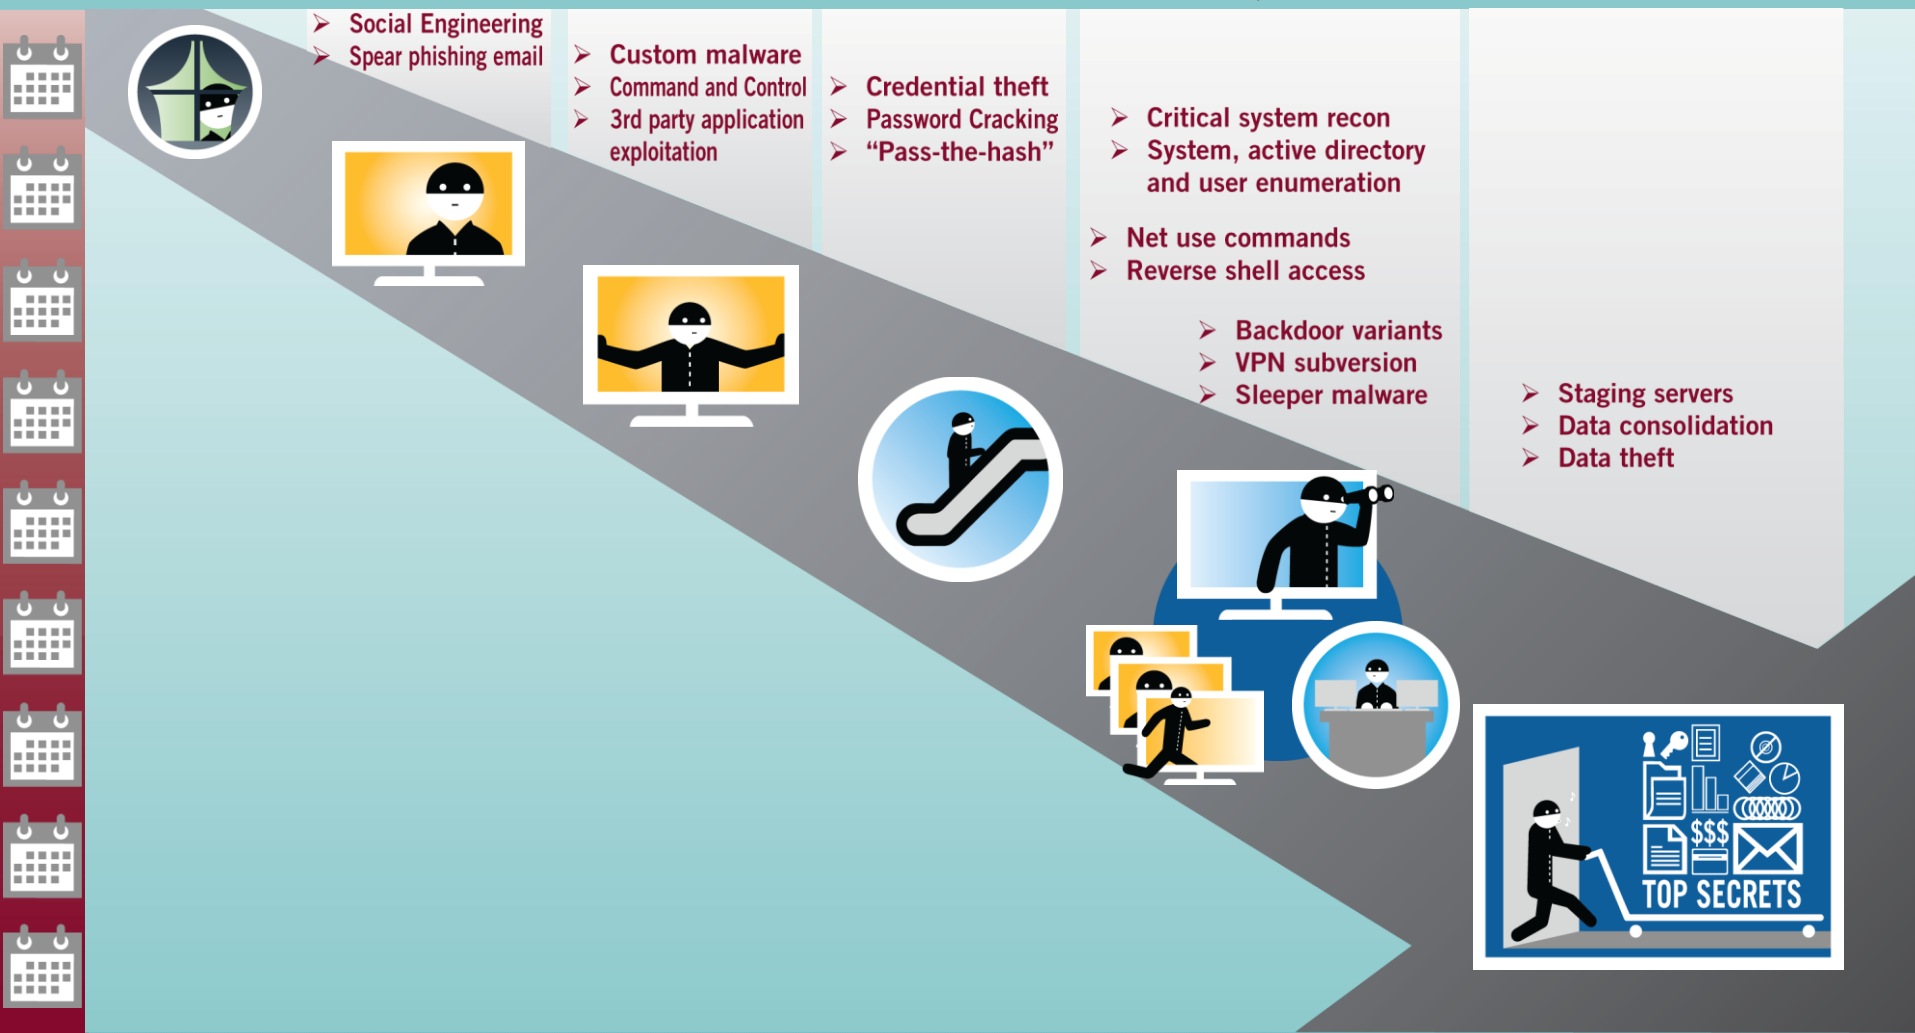 Social Engineering
Spear phishing email
Custom malware
Command and Control
3rd party application
exploitation
Credential theft
Password Cracking
“Pass-the-hash”
Critical system recon
System, active directory
and user enumeration
Net use commands
Reverse shell access
Backdoor variants
VPN subversion
Sleeper malware
Staging servers
Data consolidation
Data theft
$$$
TOP SECRETS